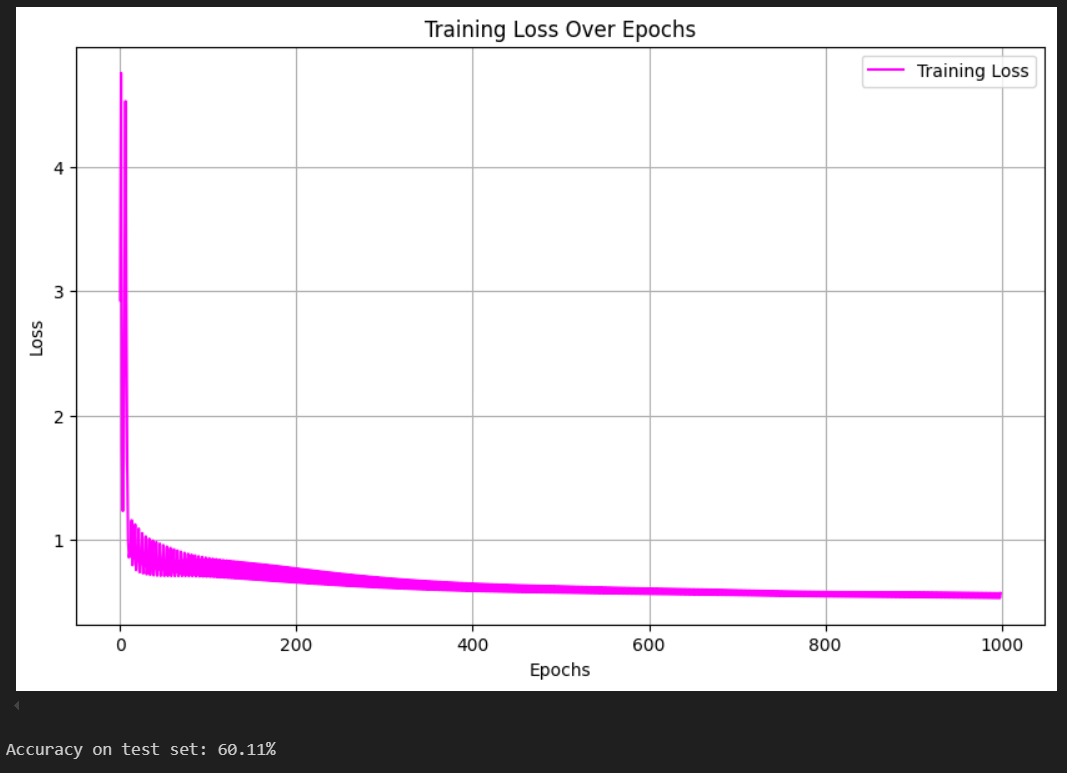 Training Loss Over Epochs
Training Loss
4
3
2
1
Loss
0 200 400 600 800 1000
Epochs
Accuracy on test set: 60.11%